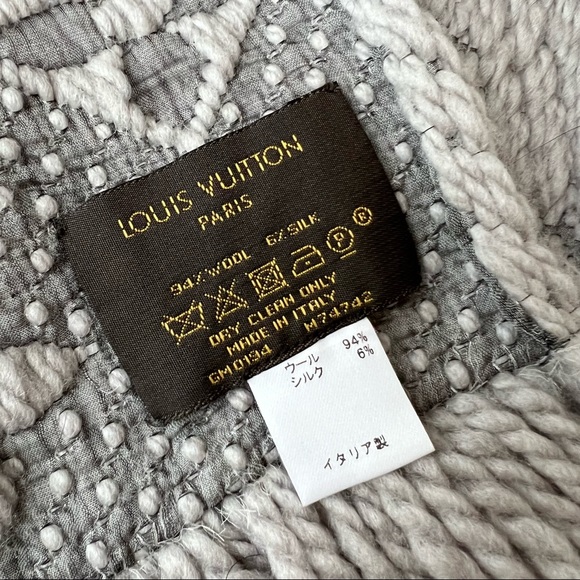 LOUIS VUITTON
PARIS
94% WOOL 6% SILK
P
DRY CLEAN ONLY
MADE IN ITALY
GM0194 M74742
ウール 94%
シルク 6%
イタリア製